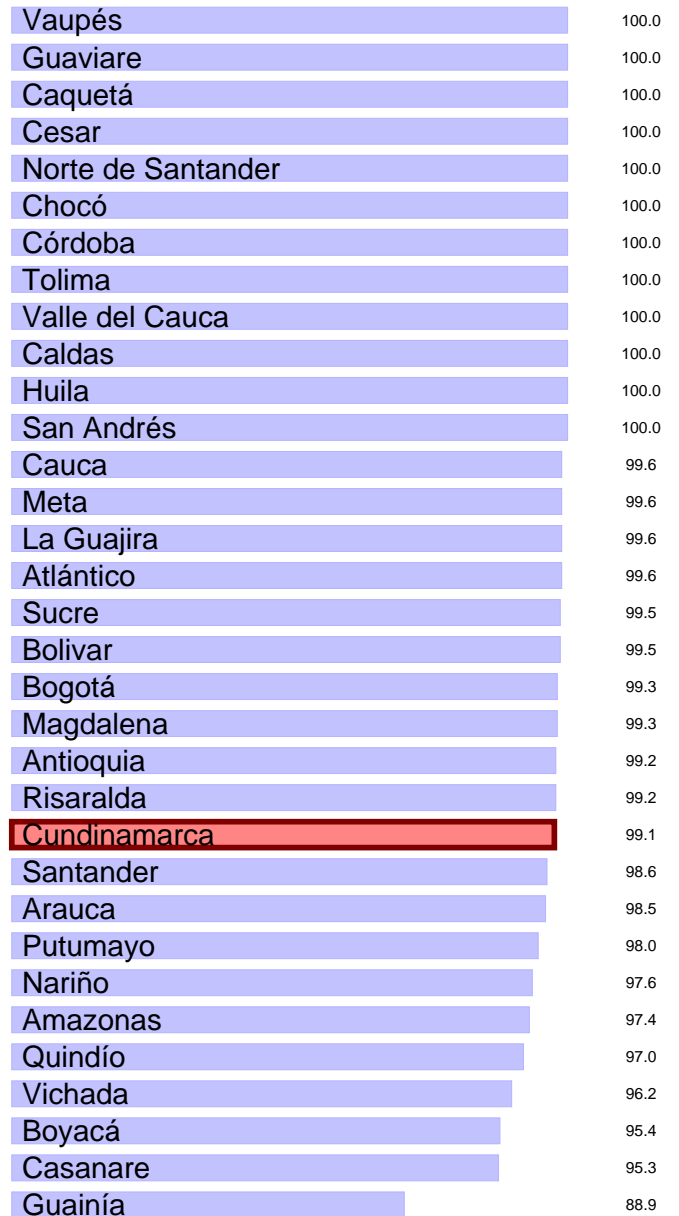 Vaupés 100.0
Guaviare 100.0
Caquetá 100.0
Cesar 100.0
Norte de Santander 100.0
Chocó 100.0
Córdoba 100.0
Tolima 100.0
Valle del Cauca 100.0
Caldas 100.0
Huila 100.0
San Andrés 100.0
Cauca 99.6
Meta 99.6
La Guajira 99.6
Atlántico 99.6
Sucre 99.5
Bolivar 99.5
Bogotá 99.3
Magdalena 99.3
Antioquia 99.2
Risaralda 99.2
Cundinamarca 99.1
Santander 98.6
Arauca 98.5
Putumayo 98.0
Nariño 97.6
Amazonas 97.4
Quindío 97.0
Vichada 96.2
Boyacá 95.4
Casanare 95.3
Guainía 88.9